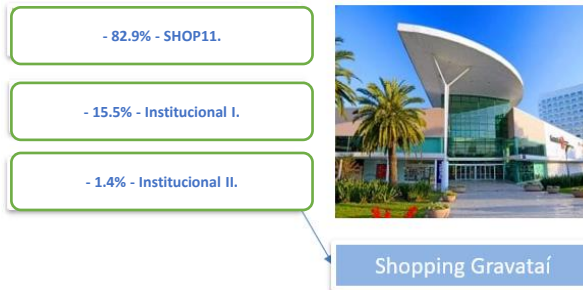 - 82.9% - SHOP11.
- 15.5% - Institucional I.
- 1.4% - Institucional II.
Shopping Gravataí